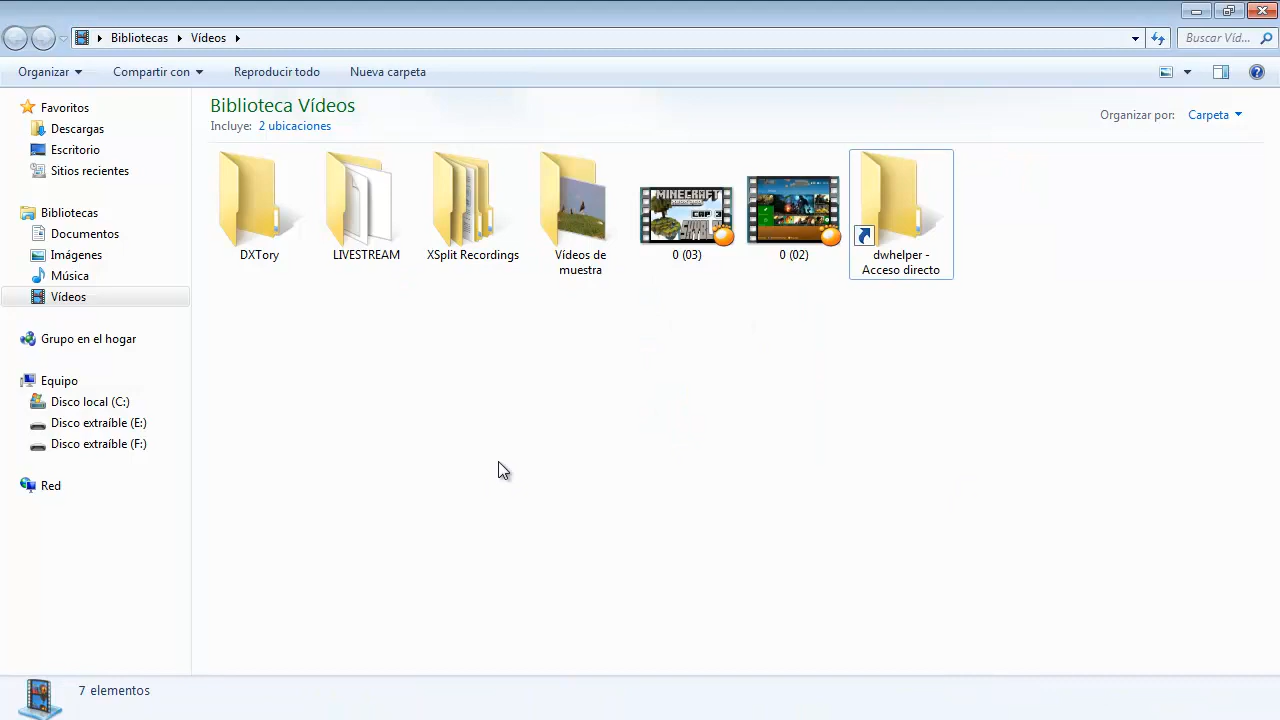 Bibliotecas
Vídeos
Buscar Víd...
Organizar
Compartir con
Reproducir todo
Nueva carpeta
Favoritos
Descargas
Escritorio
Sitios recientes
Bibliotecas
Documentos
Imágenes
Música
Vídeos
Grupo en el hogar
Equipo
Disco local (C:)
Disco extraíble (E:)
Disco extraíble (F:)
Red
Biblioteca Vídeos
Incluye: 2 ubicaciones
Organizar por: Carpeta
DXTory
LIVESTREAM
XSplit Recordings
Vídeos de
muestra
MINECRAFT
CAP 3
0 (03)
0 (02)
dwhelper -
Acceso directo
7 elementos